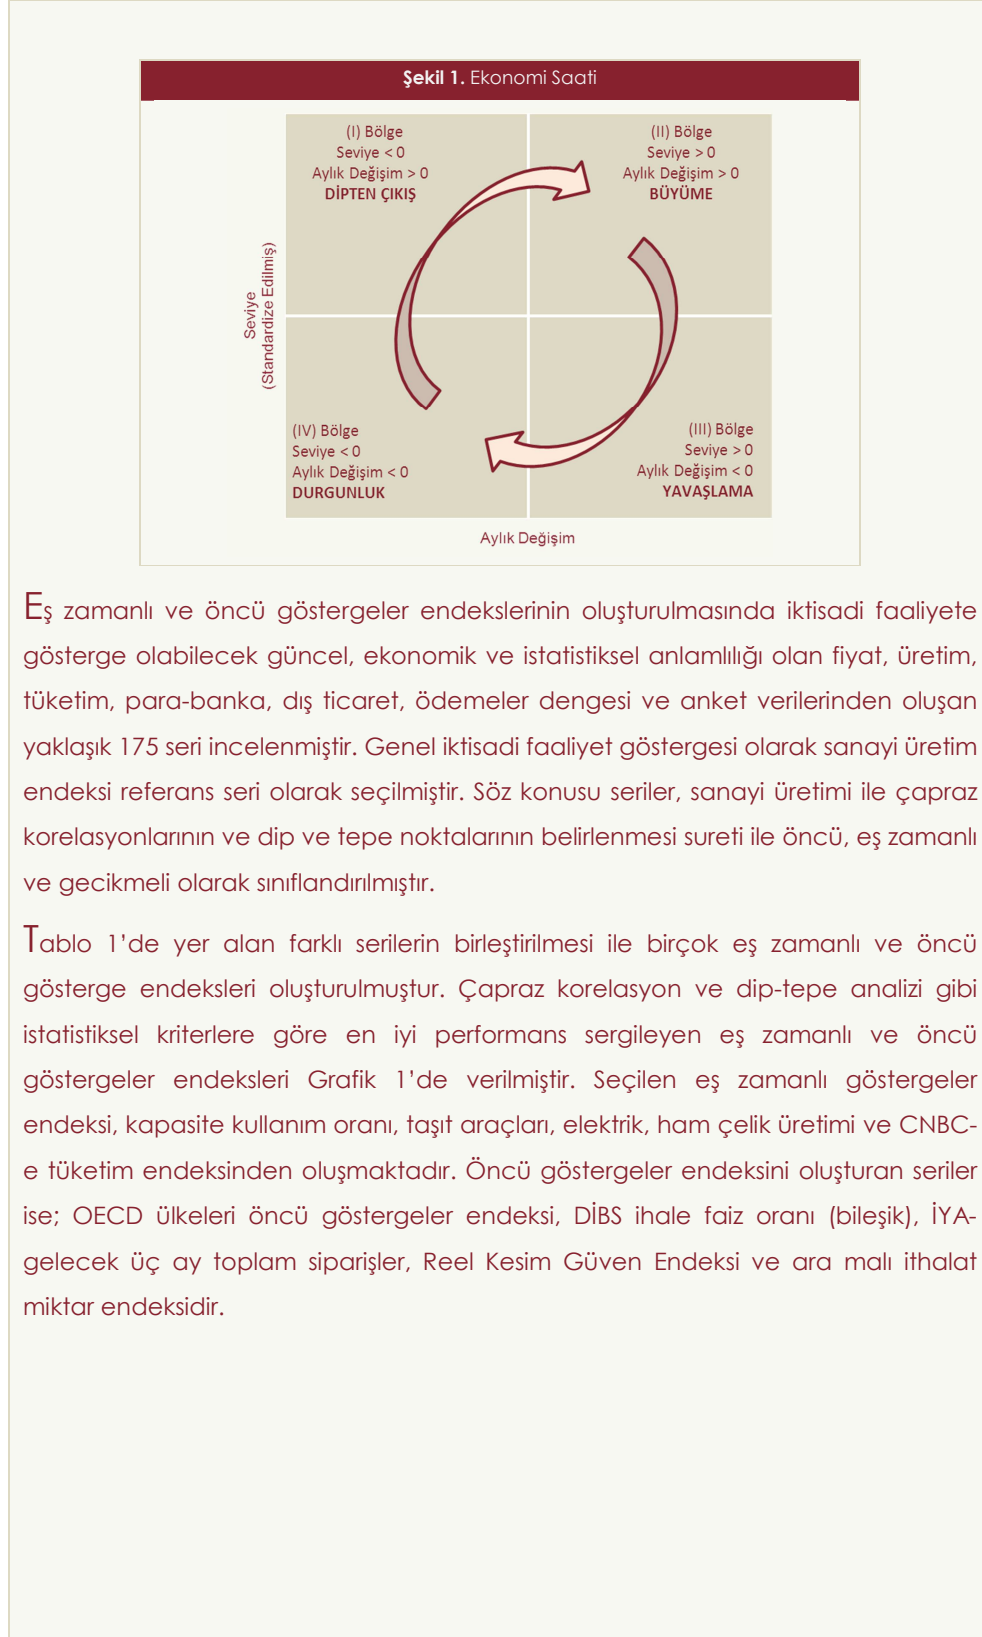 Şekil 1. Ekonomi Saati
(I) Bölge
Seviye < 0
Aylık Değişim > 0
DİPTEN ÇIKIŞ
(II) Bölge
Seviye > 0
Aylık Değişim > 0
BÜYÜME
Seviye
(Standardize Edilmiş)
(IV) Bölge
Seviye < 0
Aylık Değişim < 0
DURGUNLUK
(III) Bölge
Seviye > 0
Aylık Değişim < 0
YAVAŞLAMA
Aylık Değişim
Eş zamanlı ve öncü göstergeler endekslerinin oluşturulmasında iktisadi faaliyete
gösterge olabilecek güncel, ekonomik ve istatistiksel anlamlılığı olan fiyat, üretim,
tüketim, para-banka, dış ticaret, ödemeler dengesi ve anket verilerinden oluşan
yaklaşık 175 seri incelenmiştir. Genel iktisadi faaliyet göstergesi olarak sanayi üretim
endeksi referans seri olarak seçilmiştir. Söz konusu seriler, sanayi üretimi ile çapraz
korelasyonlarının ve dip ve tepe noktalarının belirlenmesi sureti ile öncü, eş zamanlı
ve gecikmeli olarak sınıflandırılmıştır.
Tablo 1’de yer alan farklı serilerin birleştirilmesi ile birçok eş zamanlı ve öncü
gösterge endeksleri oluşturulmuştur. Çapraz korelasyon ve dip-tepe analizi gibi
istatistiksel kriterlere göre en iyi performans sergileyen eş zamanlı ve öncü
göstergeler endeksleri Grafik 1’de verilmiştir. Seçilen eş zamanlı göstergeler
endeksi, kapasite kullanım oranı, taşıt araçları, elektrik, ham çelik üretimi ve CNBC-
e tüketim endeksinden oluşmaktadır. Öncü göstergeler endeksini oluşturan seriler
ise; OECD ülkeleri öncü göstergeler endeksi, DİBS ihale faiz oranı (bileşik), İYA-
gelecek üç ay toplam siparişler, Reel Kesim Güven Endeksi ve ara malı ithalat
miktar endeksidir.